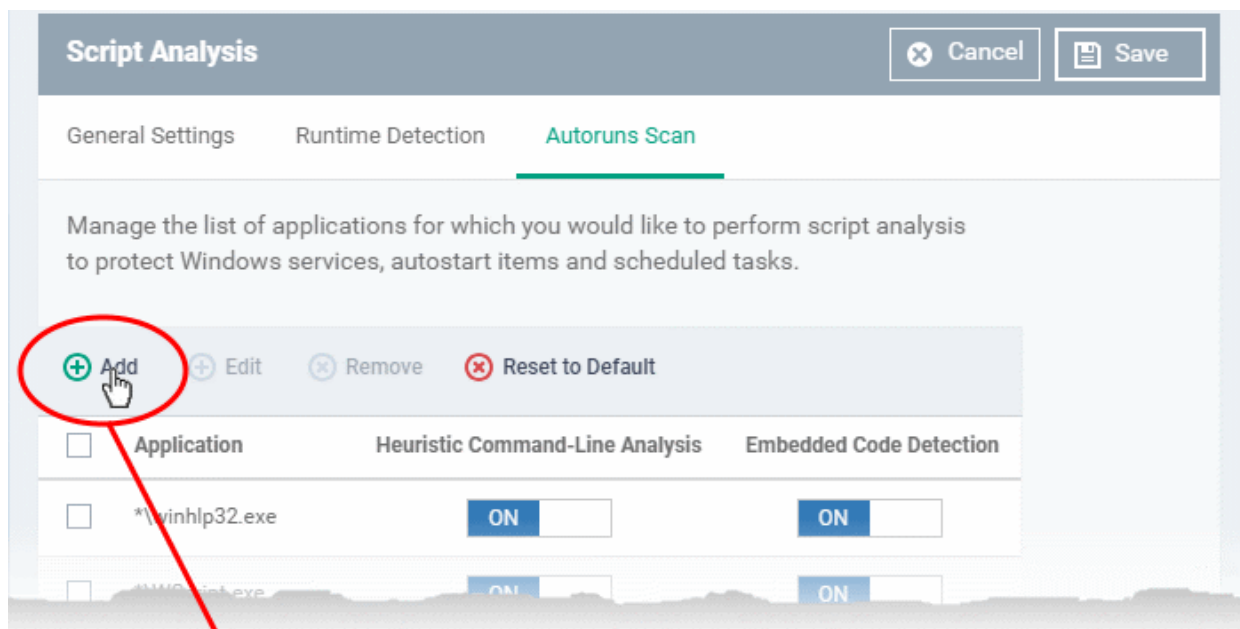 Script Analysis Cancel Save
General Settings Runtime Detection Autoruns Scan
Manage the list of applications for which you would like to perform script analysis
to protect Windows services, autostart items and scheduled tasks.
Add Edit Remove Reset to Default
Application Heuristic Command-Line Analysis Embedded Code Detection
*\winhlp32.exe ON ON
ON ON